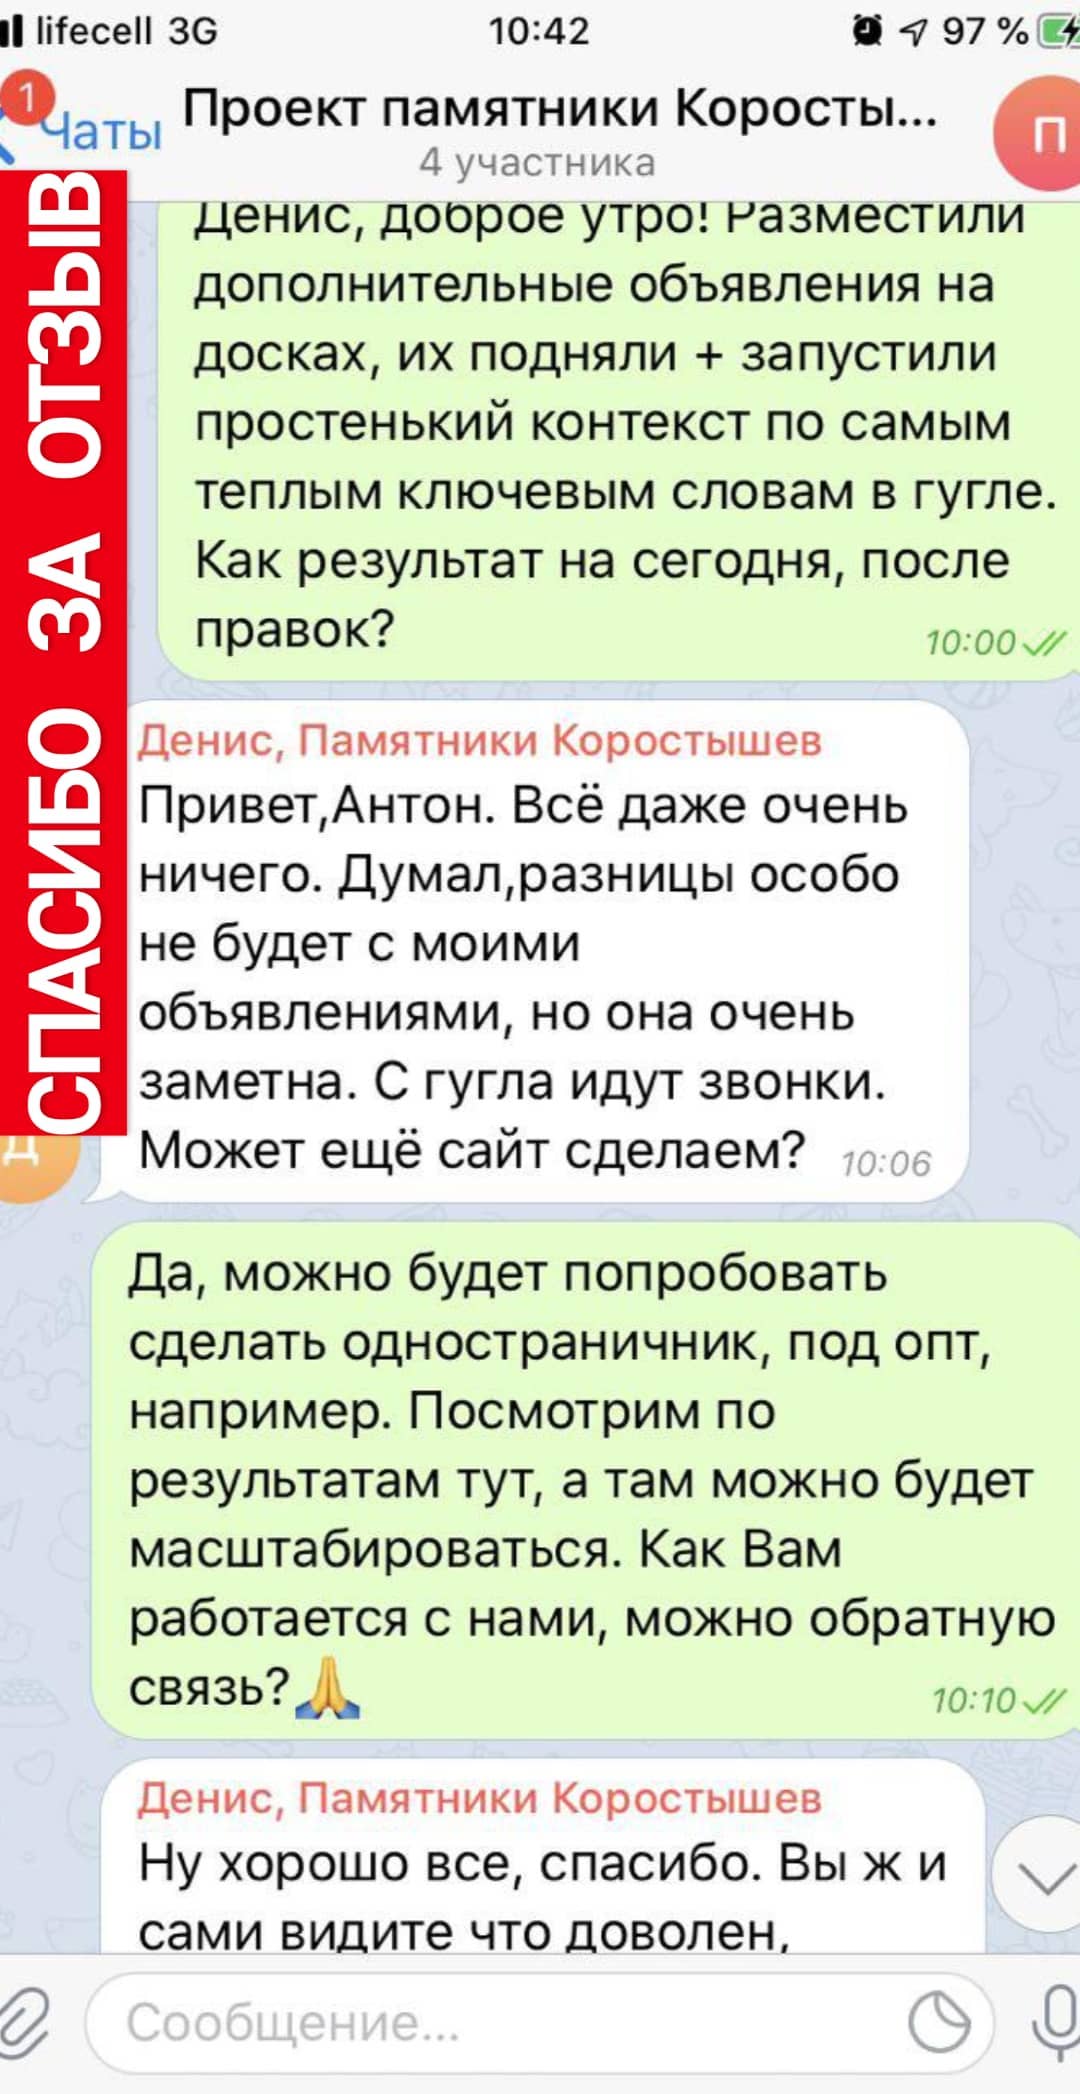 lifecell 3G 10:42 97 %
1
Чаты
Проект памятники Коросты...
4 участника
П
СПАСИБО ЗА ОТЗЫВ
Денис, доброе утро! Разместили
дополнительные объявления на
досках, их подняли + запустили
простенький контекст по самым
теплым ключевым словам в гугле.
Как результат на сегодня, после
правок?
10:00
Денис, Памятники Коростышев
Привет,Антон. Всё даже очень
ничего. Думал,разницы особо
не будет с моими
объявлениями, но она очень
заметна. С гугла идут звонки.
Может ещё сайт сделаем?
10:06
Д
Да, можно будет попробовать
сделать одностраничник, под опт,
например. Посмотрим по
результатам тут, а там можно будет
масштабироваться. Как Вам
работается с нами, можно обратную
связь?🙏
10:10
Денис, Памятники Коростышев
Ну хорошо все, спасибо. Вы ж и
сами видите что доволен,
Сообщение...